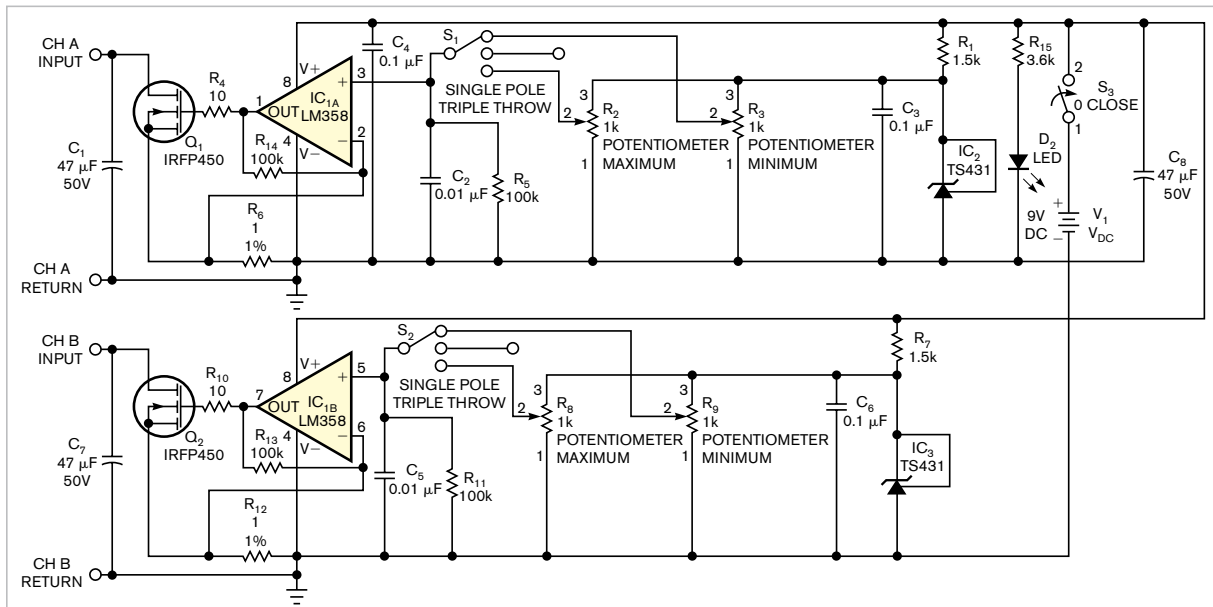 CH A
INPUT
C1
47 µF
50V
Q1
IRFP450
R4
10
1
OUT
8
V+
IC1A
LM358
4
V−
+
3
−
2
R14
100k
R6
1
1%
CH A
RETURN
C4
0.1 µF
S1
SINGLE POLE
TRIPLE THROW
C2
0.01 µF
R5
100k
3
2
1
R2
1k
POTENTIOMETER
MAXIMUM
3
2
1
R3
1k
POTENTIOMETER
MINIMUM
C3
0.1 µF
R1
1.5k
IC2
TS431
R15
3.6k
D2
LED
2
S3
0 CLOSE
1
+
9V
DC
−
V1
VDC
C8
47 µF
50V
CH B
INPUT
C7
47 µF
50V
Q2
IRFP450
R10
10
7
OUT
8
V+
IC1B
LM358
4
V−
+
5
−
6
R13
100k
R12
1
1%
CH B
RETURN
S2
SINGLE POLE
TRIPLE THROW
C5
0.01 µF
R11
100k
3
2
1
R8
1k
POTENTIOMETER
MAXIMUM
3
2
1
R9
1k
POTENTIOMETER
MINIMUM
C6
0.1 µF
R7
1.5k
IC3
TS431